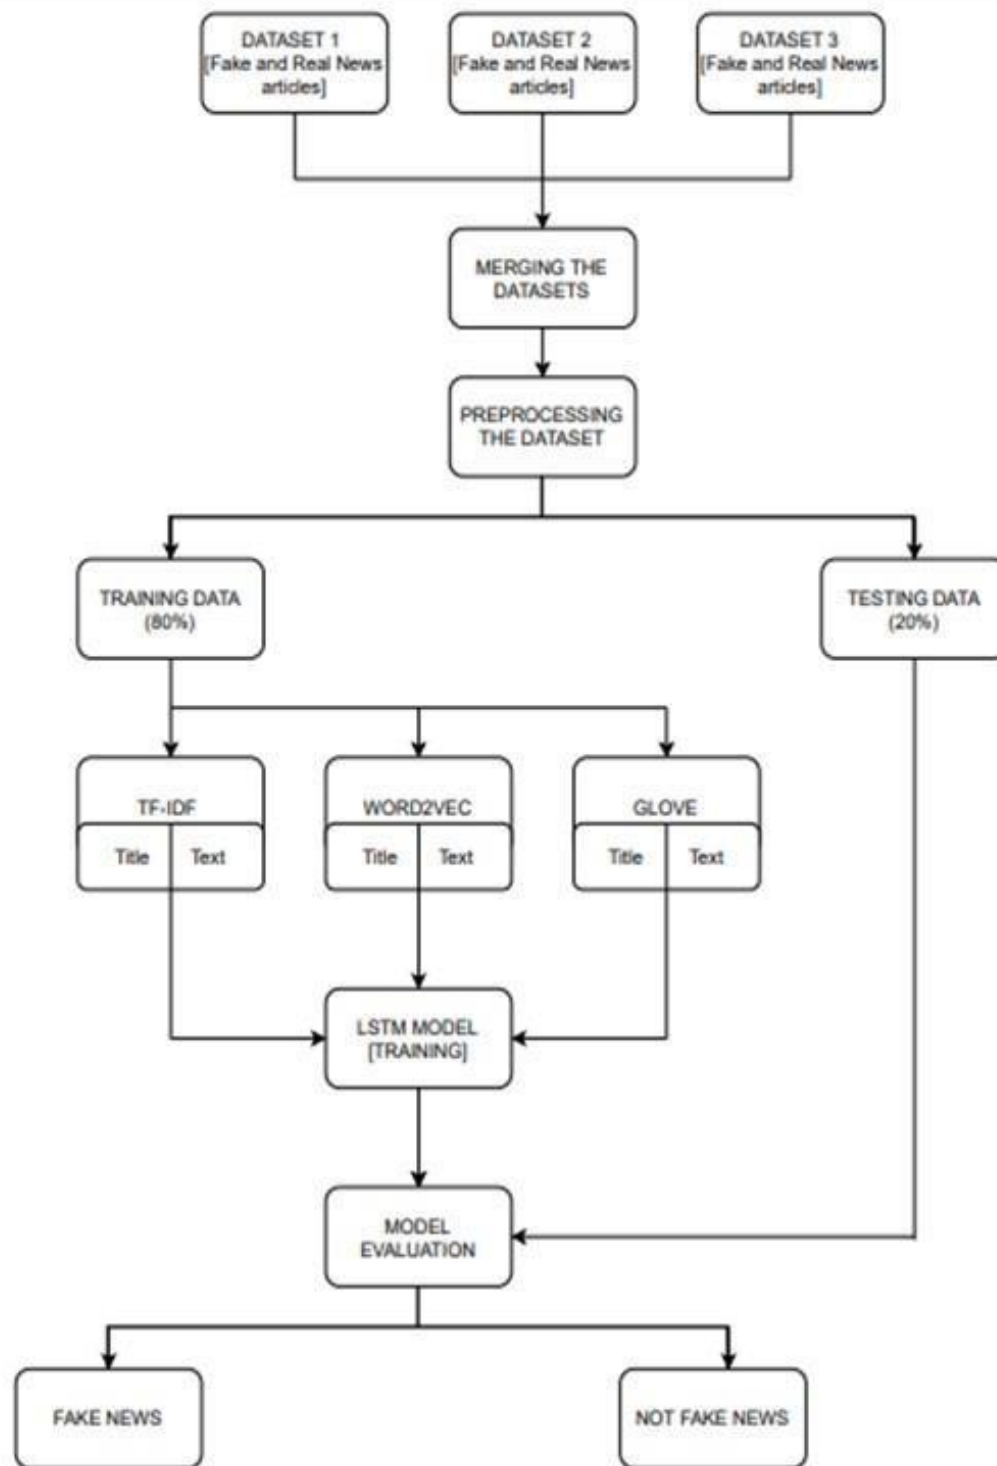 DATASET 1
[Fake and Real News
articles]
DATASET 2
[Fake and Real News
articles]
DATASET 3
[Fake and Real News
articles]
MERGING THE
DATASETS
PREPROCESSING
THE DATASET
TRAINING DATA
(80%)
TESTING DATA
(20%)
TF-IDF
Title
Text
WORD2VEC
Title
Text
GLOVE
Title
Text
LSTM MODEL
[TRAINING]
MODEL
EVALUATION
FAKE NEWS
NOT FAKE NEWS